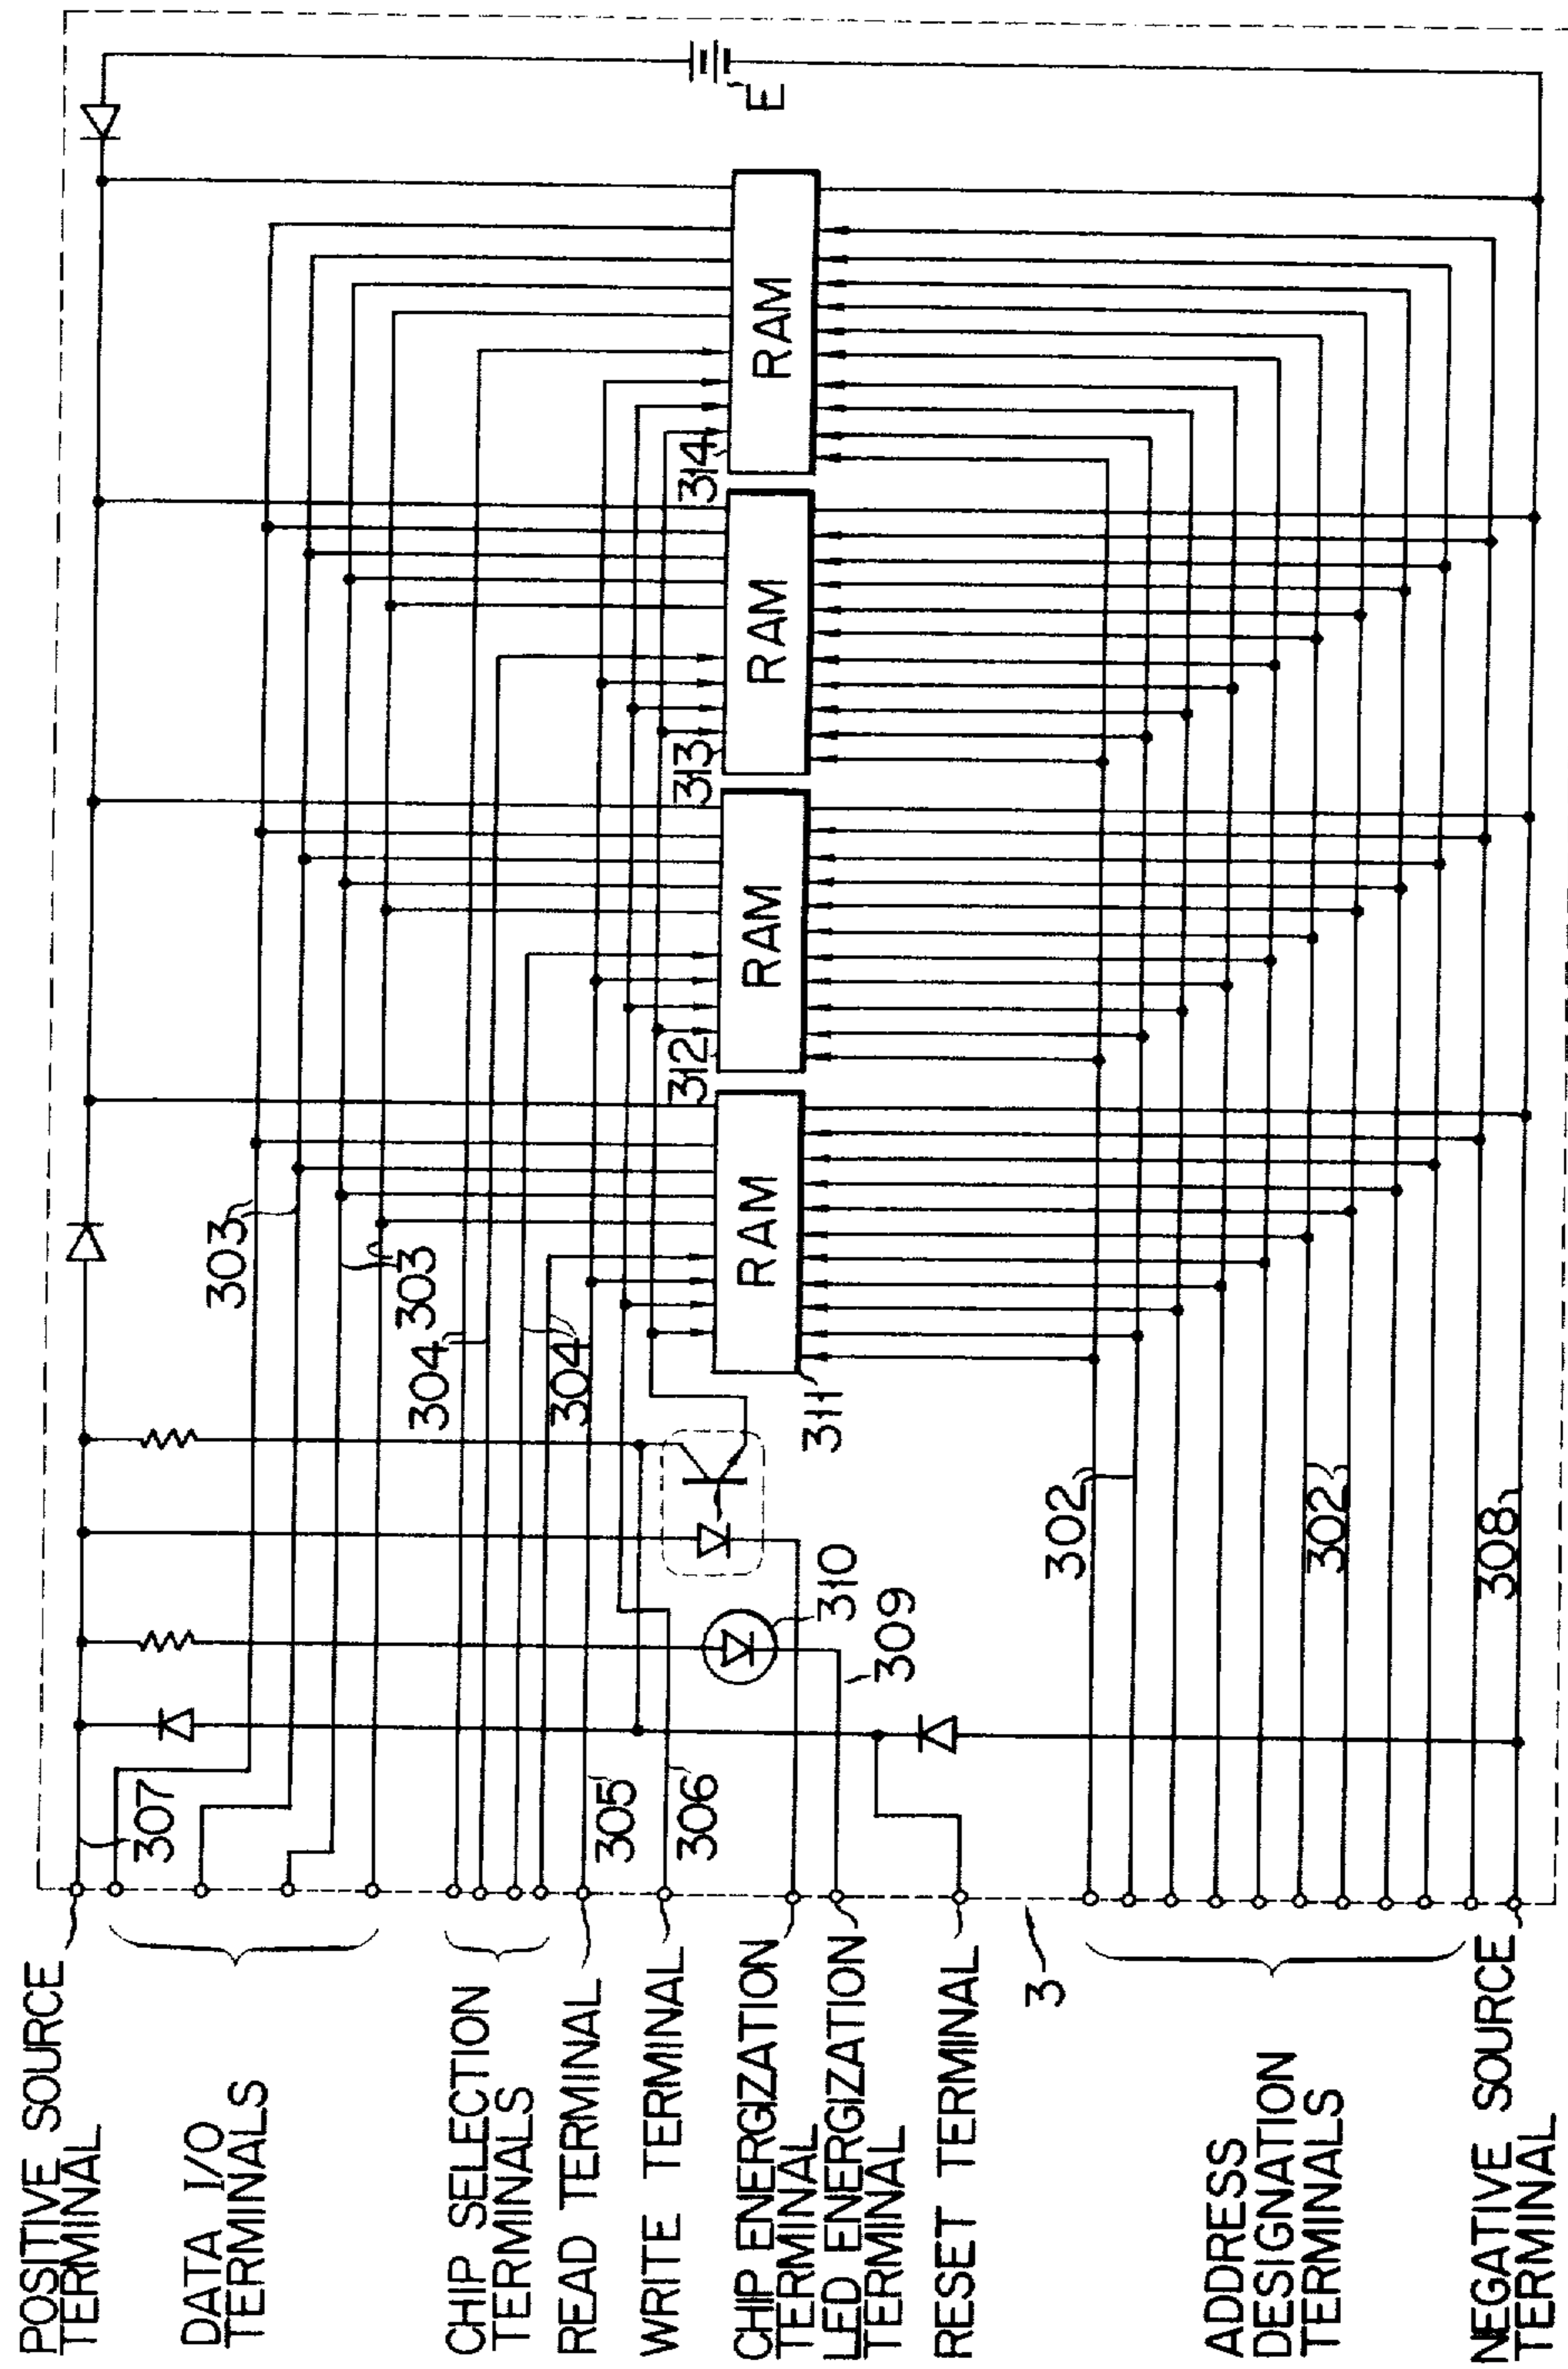 POSITIVE SOURCE
TERMINAL
DATA I/O
TERMINALS
CHIP SELECTION
TERMINALS
READ TERMINAL
WRITE TERMINAL
CHIP ENERGIZATION
TERMINAL
LED ENERGIZATION
TERMINAL
RESET TERMINAL
3
ADDRESS
DESIGNATION
TERMINALS
NEGATIVE SOURCE
TERMINAL
307
303
303
304
304
305
306
310
309
302
302
308
311
RAM
312
RAM
313
RAM
314
RAM
E